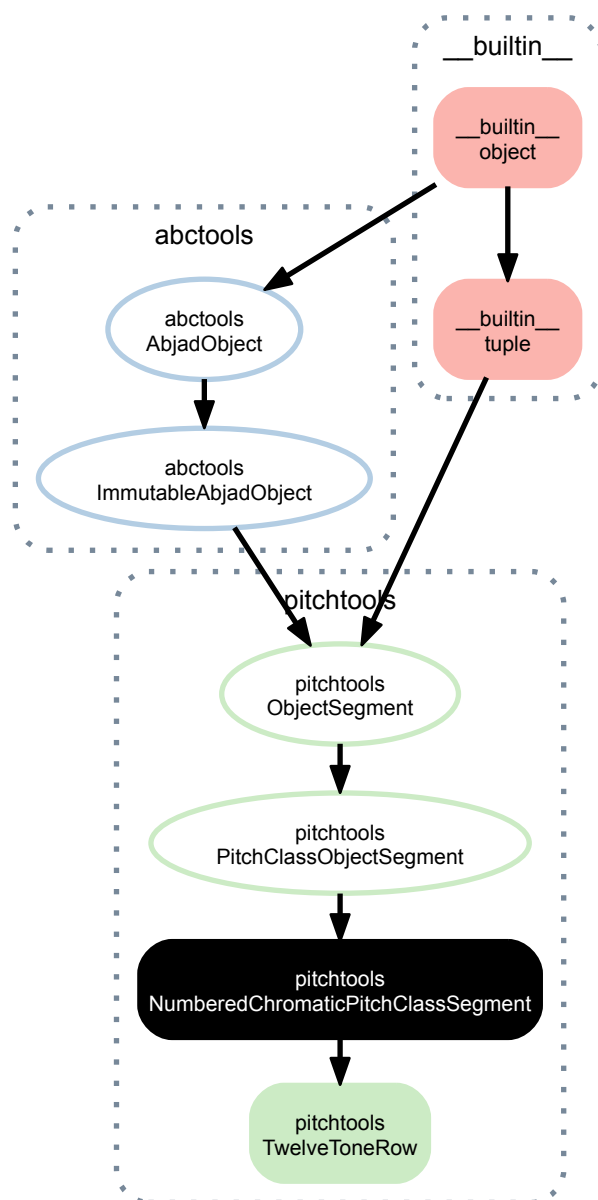 __builtin__
__builtin__
object
abctools
abctools
AbjadObject
__builtin__
tuple
abctools
ImmutableAbjadObject
pitchtools
pitchtools
ObjectSegment
pitchtools
PitchClassObjectSegment
pitchtools
NumberedChromaticPitchClassSegment
pitchtools
TwelveToneRow